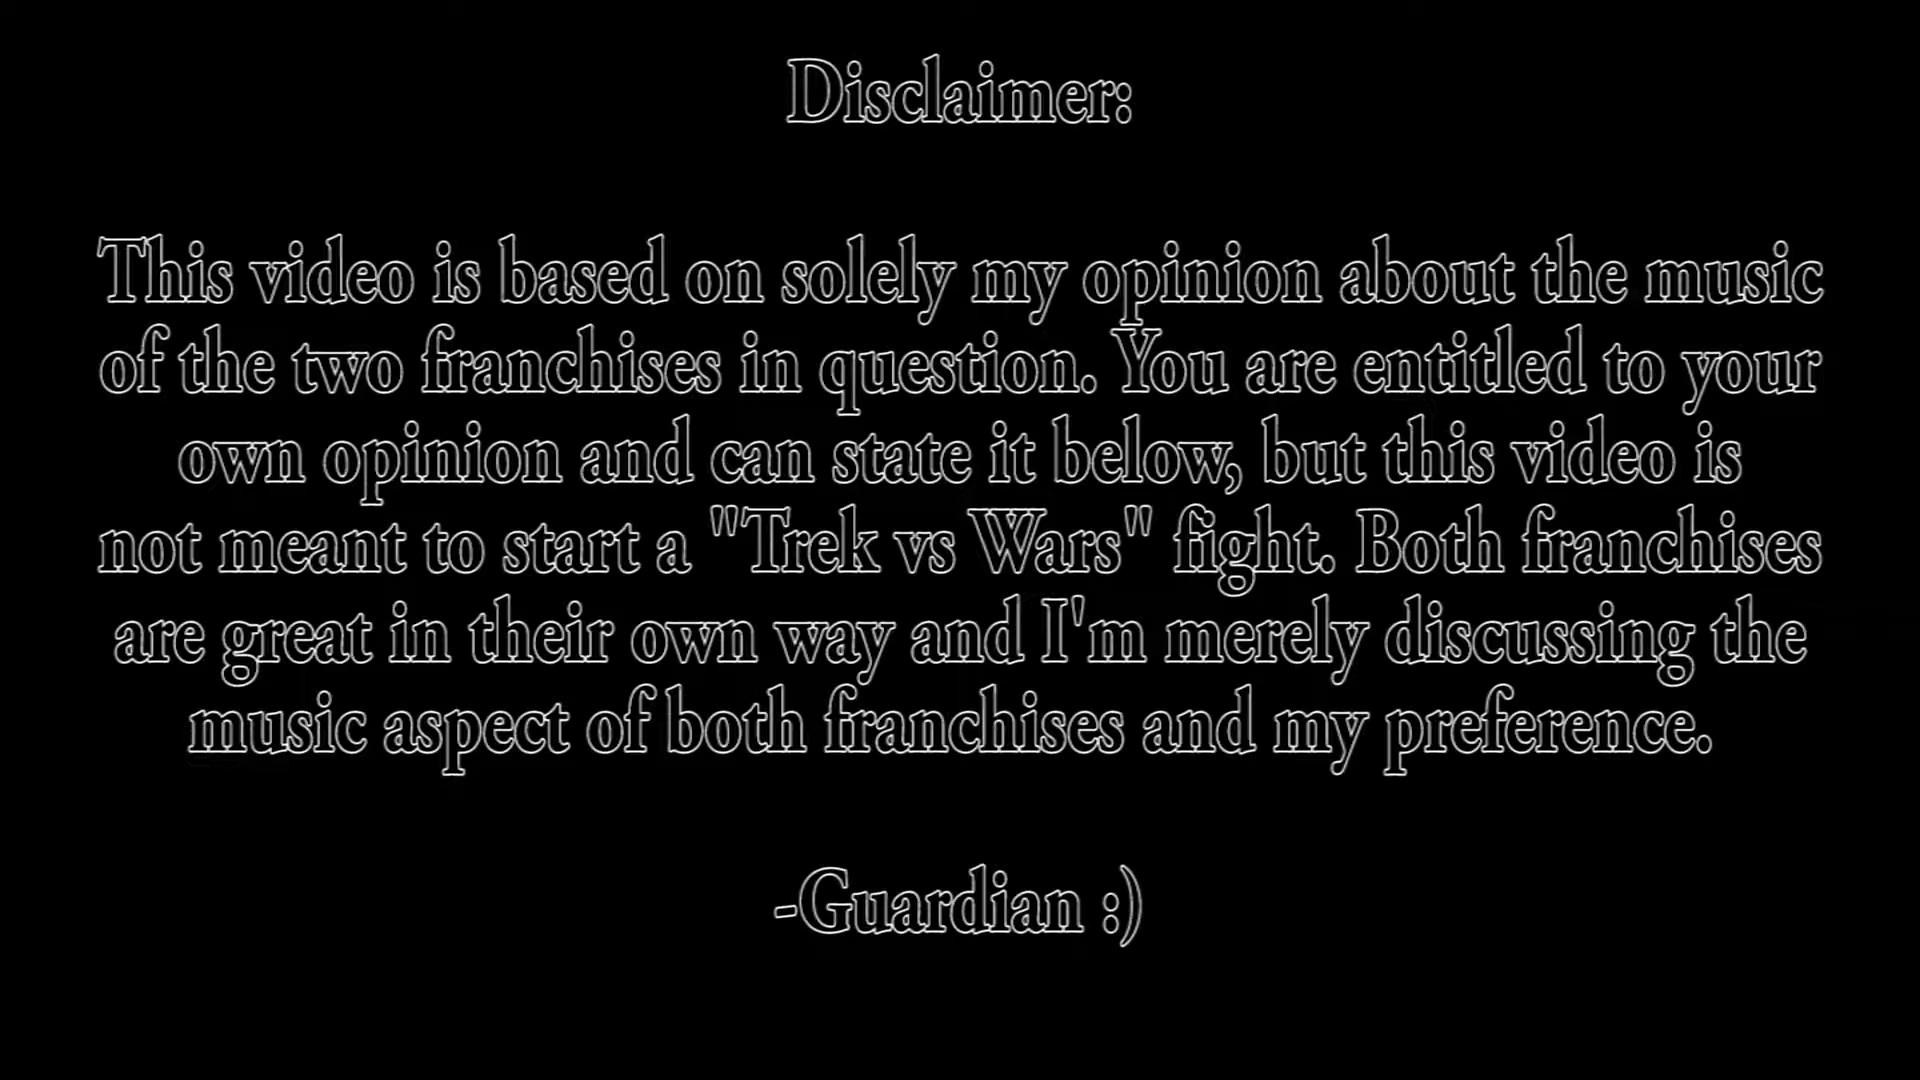 Disclaimer:
This video is based on solely my opinion about the music
of the two franchises in question. You are entitled to your
own opinion and can state it below, but this video is
not meant to start a "Trek vs Wars" fight. Both franchises
are great in their own way and I'm merely discussing the
music aspect of both franchises and my preference.
-Guardian :)